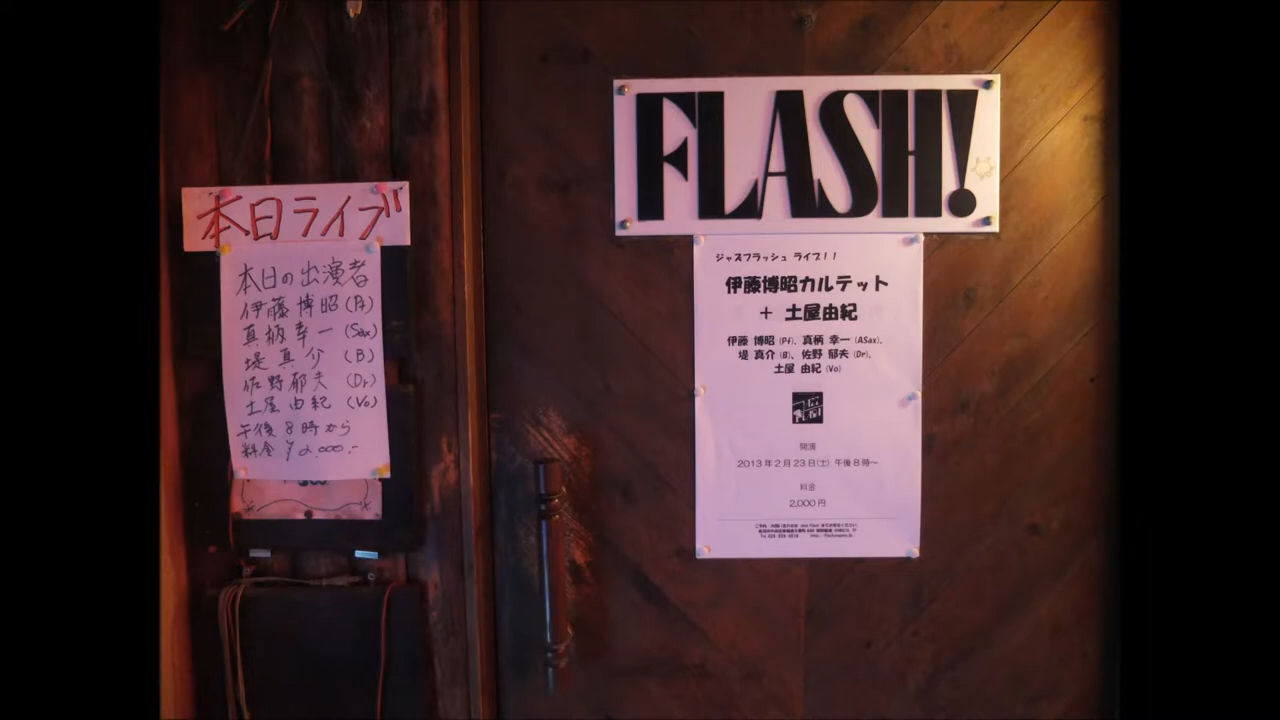 本日ライブ
本日の出演者
伊藤博昭(Pf)
真柄幸一(Sax)
堤真介(B)
佐野郁夫(Dr)
土屋由紀(Vo)
午後8時から
料金¥2,000.-
FLASH!
ジャズフラッシュ ライブ!!
伊藤博昭カルテット
+ 土屋由紀
伊藤 博昭 (Pf)、真柄 幸一 (ASax)、
堤 真介 (B)、佐野 郁夫 (Dr)、
土屋 由紀 (Vo)
開演
2013年2月23日(土) 午後8時~
料金
2,000円